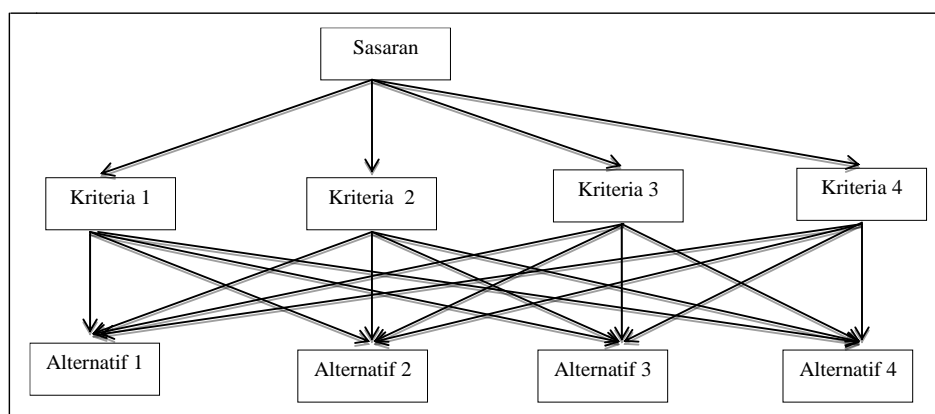 Sasaran
Kriteria 1
Kriteria  2
Kriteria 3
Kriteria 4
Alternatif 1
Alternatif 2
Alternatif 3
Alternatif 4